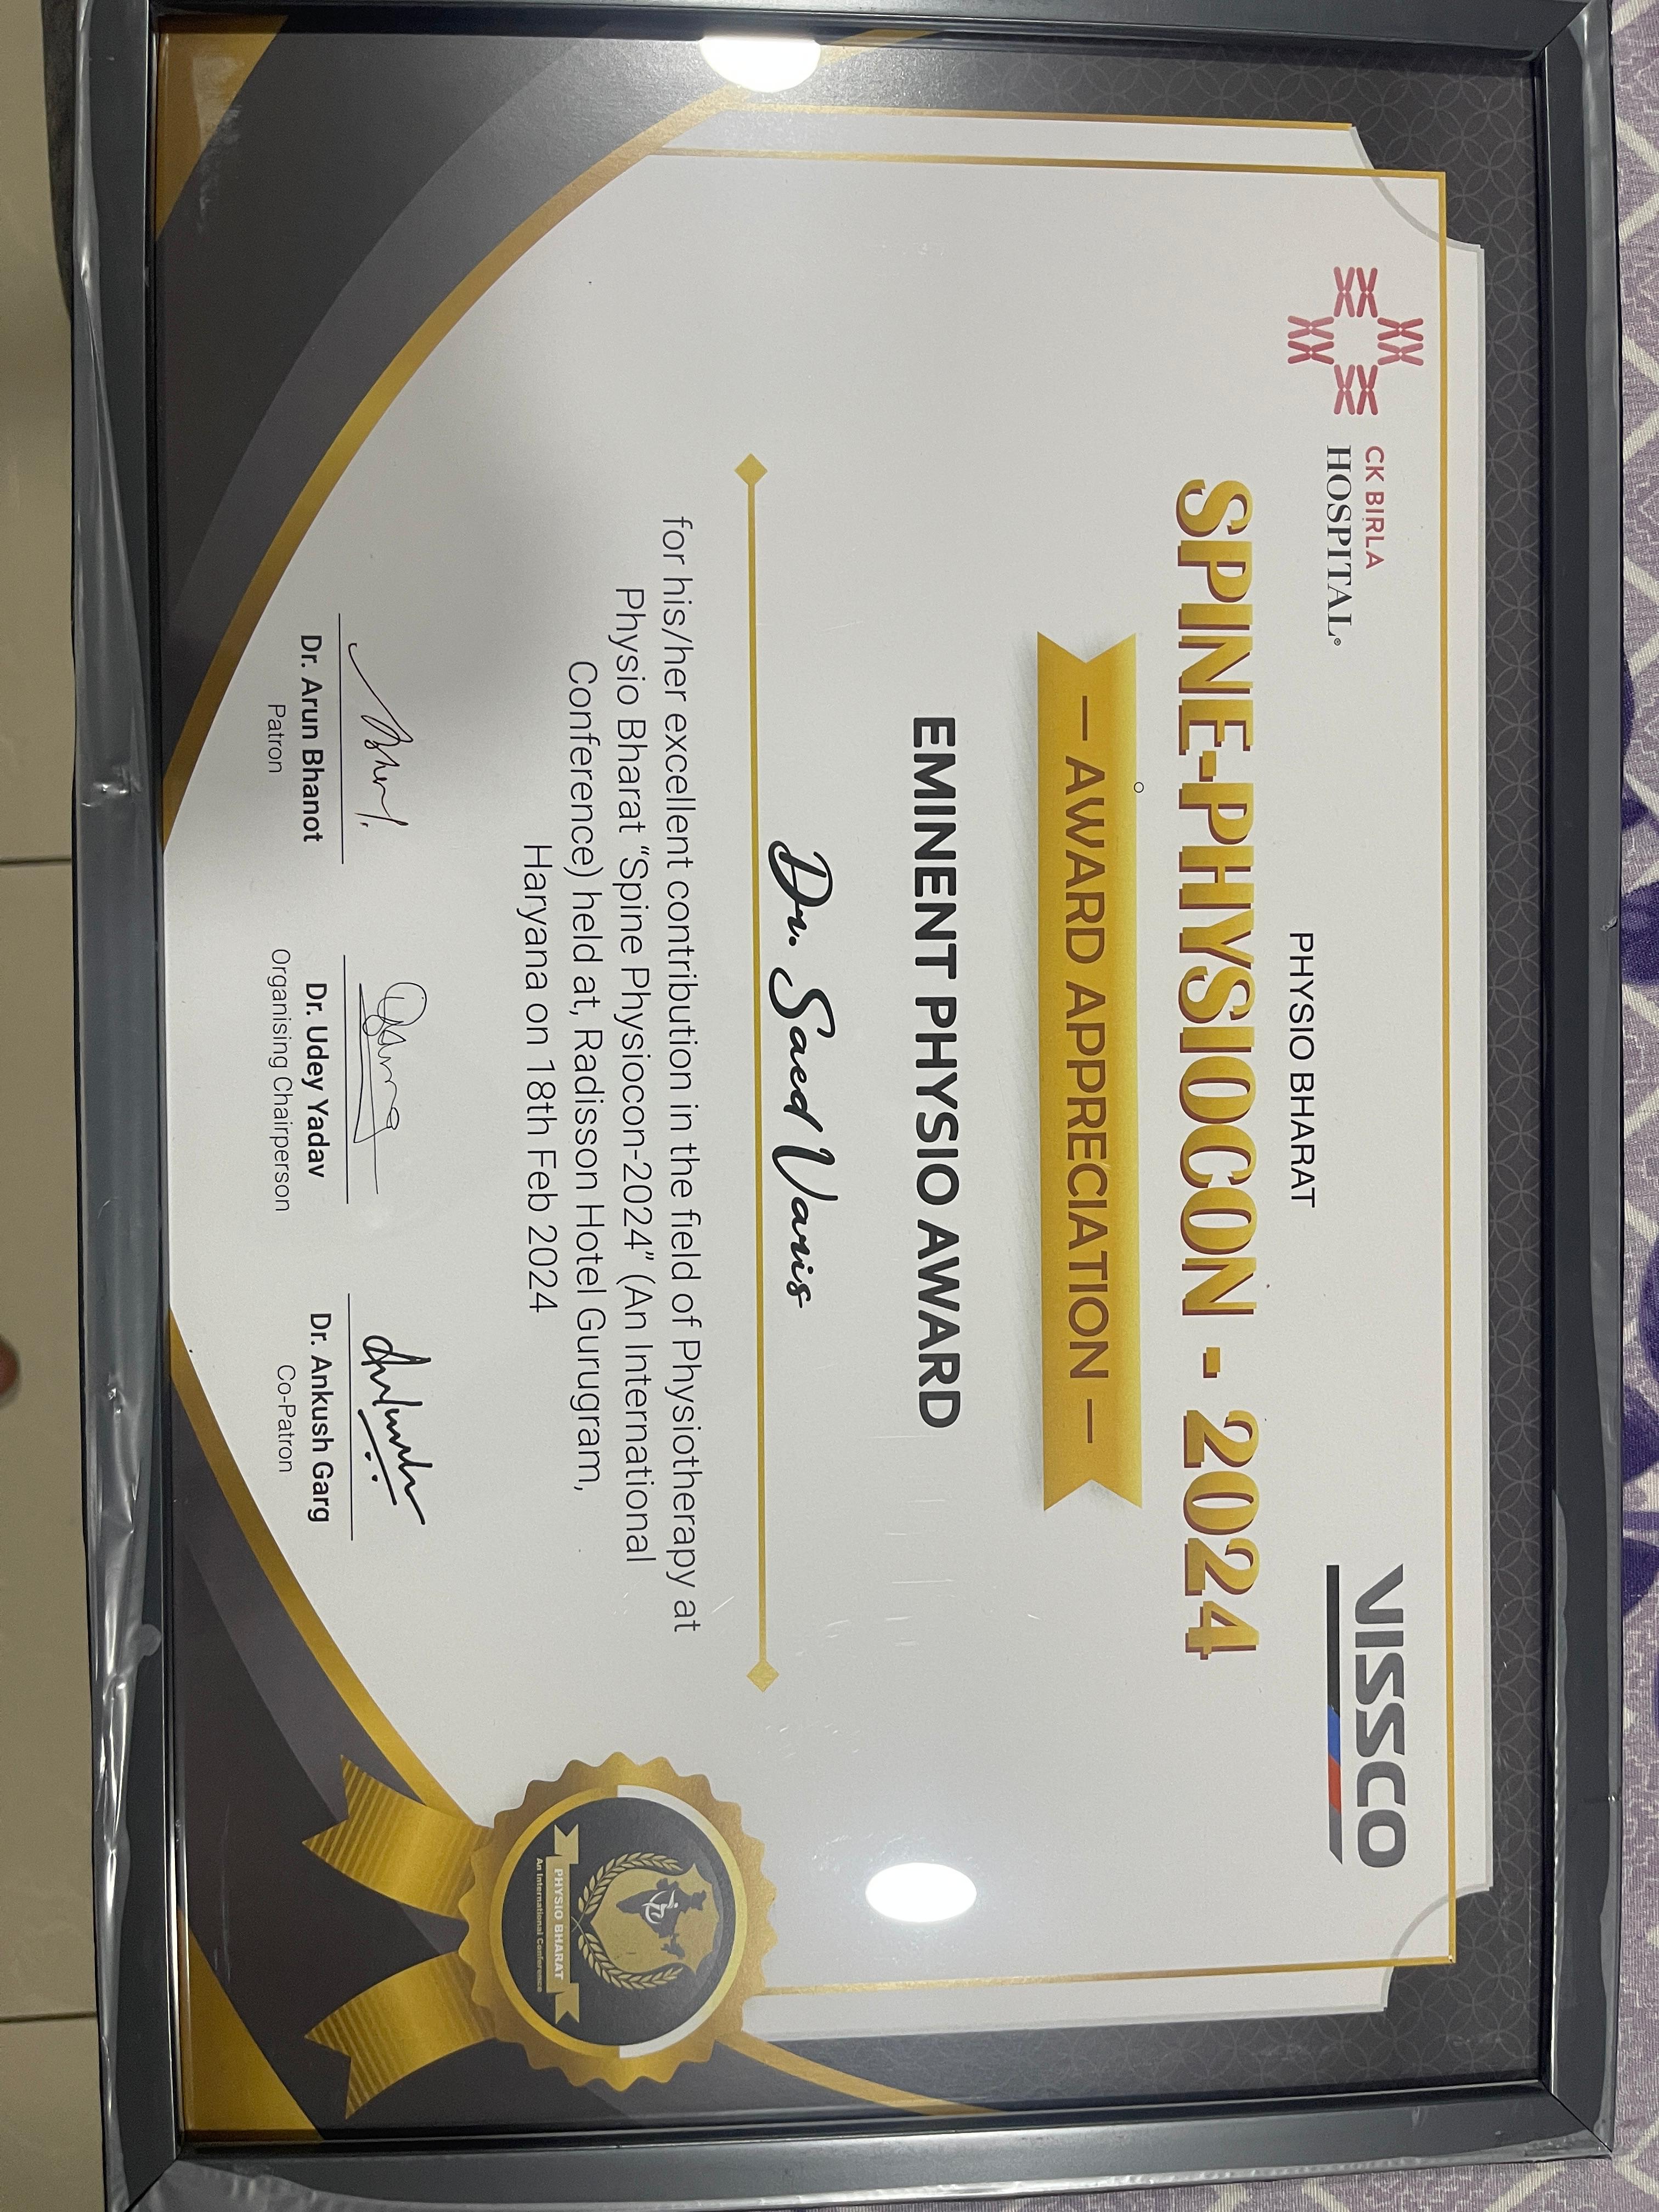 CK BIRLA
HOSPITAL®
VISSCO
PHYSIO BHARAT
SPINE-PHYSIOCON - 2024
— AWARD APPRECIATION —
EMINENT PHYSIO AWARD
Dr. Saed Varis
for his/her excellent contribution in the field of Physiotherapy at
Physio Bharat “Spine Physiocon-2024” (An International
Conference) held at, Radisson Hotel Gurugram,
Haryana on 18th Feb 2024
Dr. Arun Bhanot
Patron
Dr. Udey Yadav
Organising Chairperson
Dr. Ankush Garg
Co-Patron
PHYSIO BHARAT
An International Conference